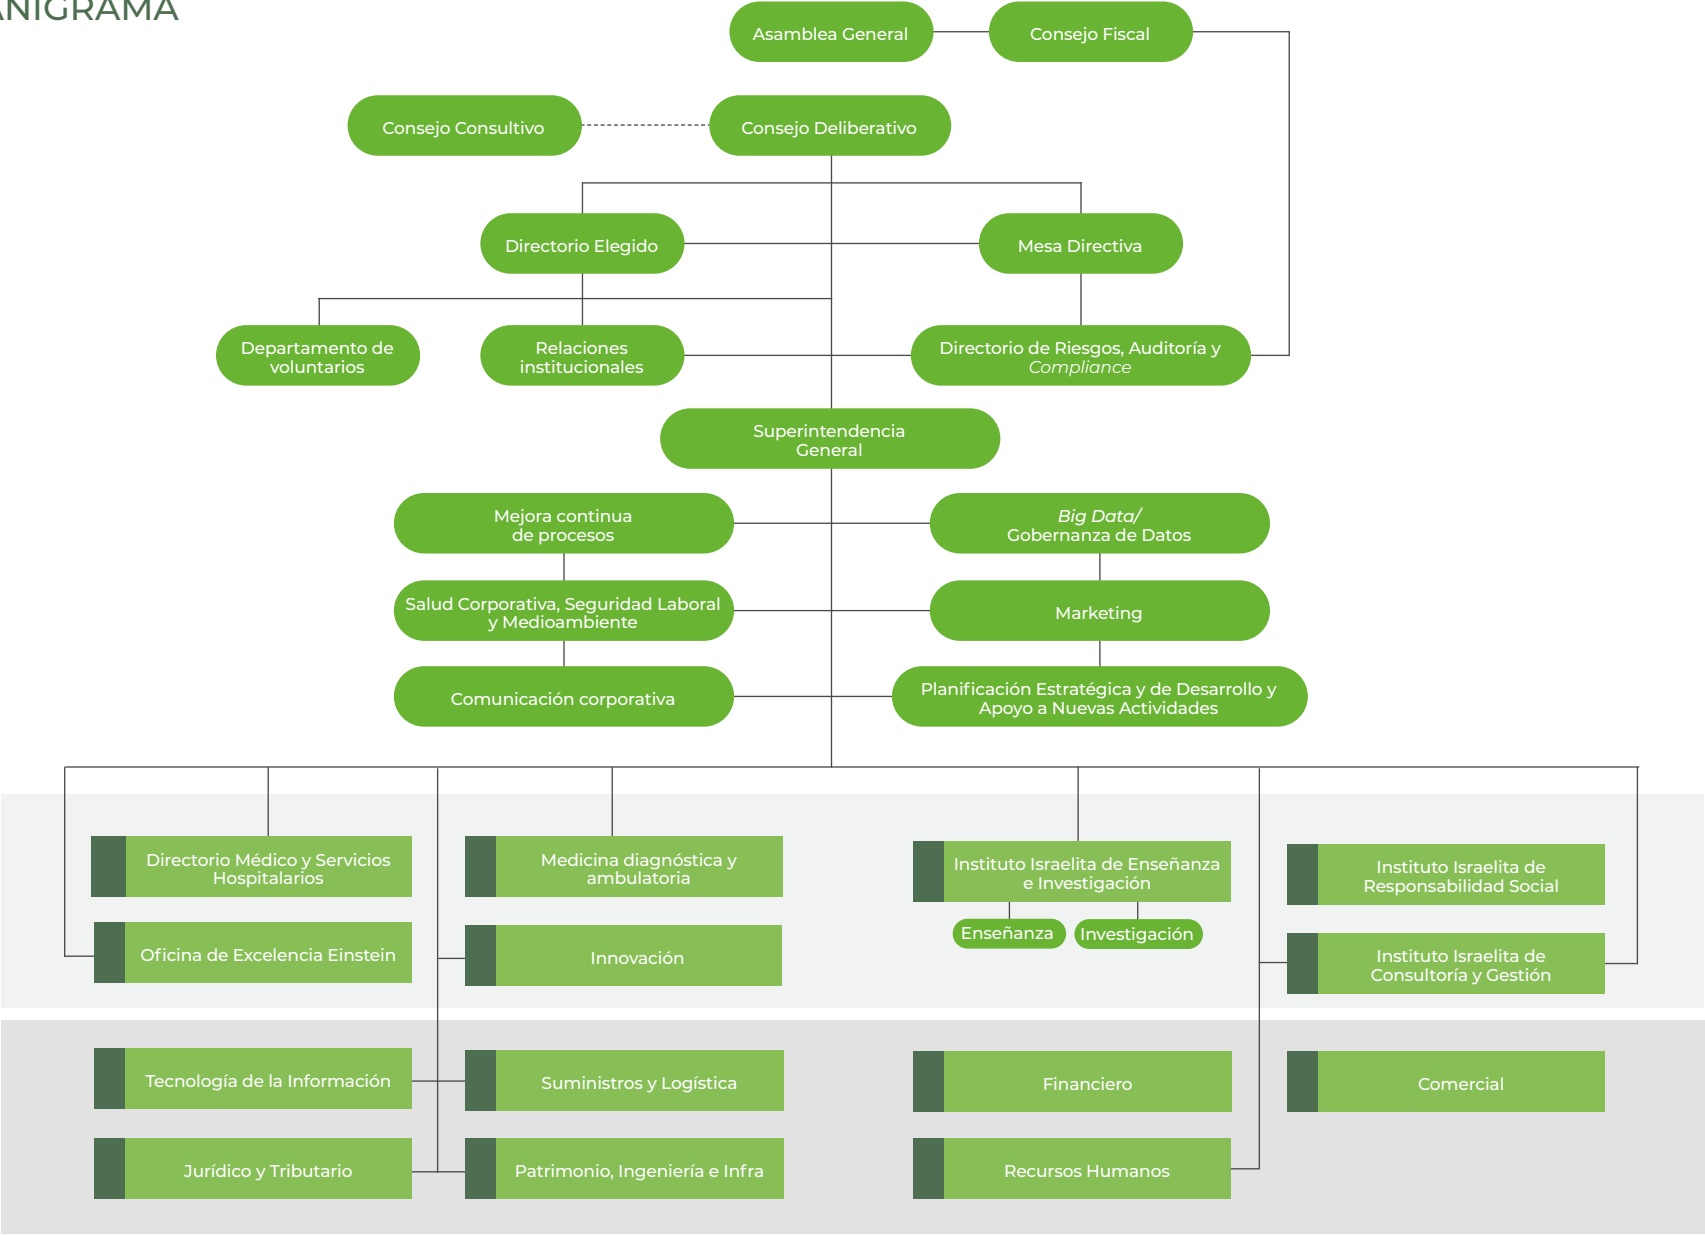 ANIGRAMA
Asamblea General
Consejo Fiscal
Consejo Consultivo
Consejo Deliberativo
Directorio Elegido
Mesa Directiva
Departamento de
voluntarios
Relaciones
institucionales
Directorio de Riesgos, Auditoría y
Compliance
Superintendencia
General
Mejora continua
de procesos
Big Data/
Gobernanza de Datos
Salud Corporativa, Seguridad Laboral
y Medioambiente
Marketing
Comunicación corporativa
Planificación Estratégica y de Desarrollo y
Apoyo a Nuevas Actividades
Directorio Médico y Servicios
Hospitalarios
Medicina diagnóstica y
ambulatoria
Instituto Israelita de Enseñanza
e Investigación
Instituto Israelita de
Responsabilidad Social
Enseñanza
Investigación
Oficina de Excelencia Einstein
Innovación
Instituto Israelita de
Consultoría y Gestión
Tecnología de la Información
Suministros y Logística
Financiero
Comercial
Jurídico y Tributario
Patrimonio, Ingeniería e Infra
Recursos Humanos